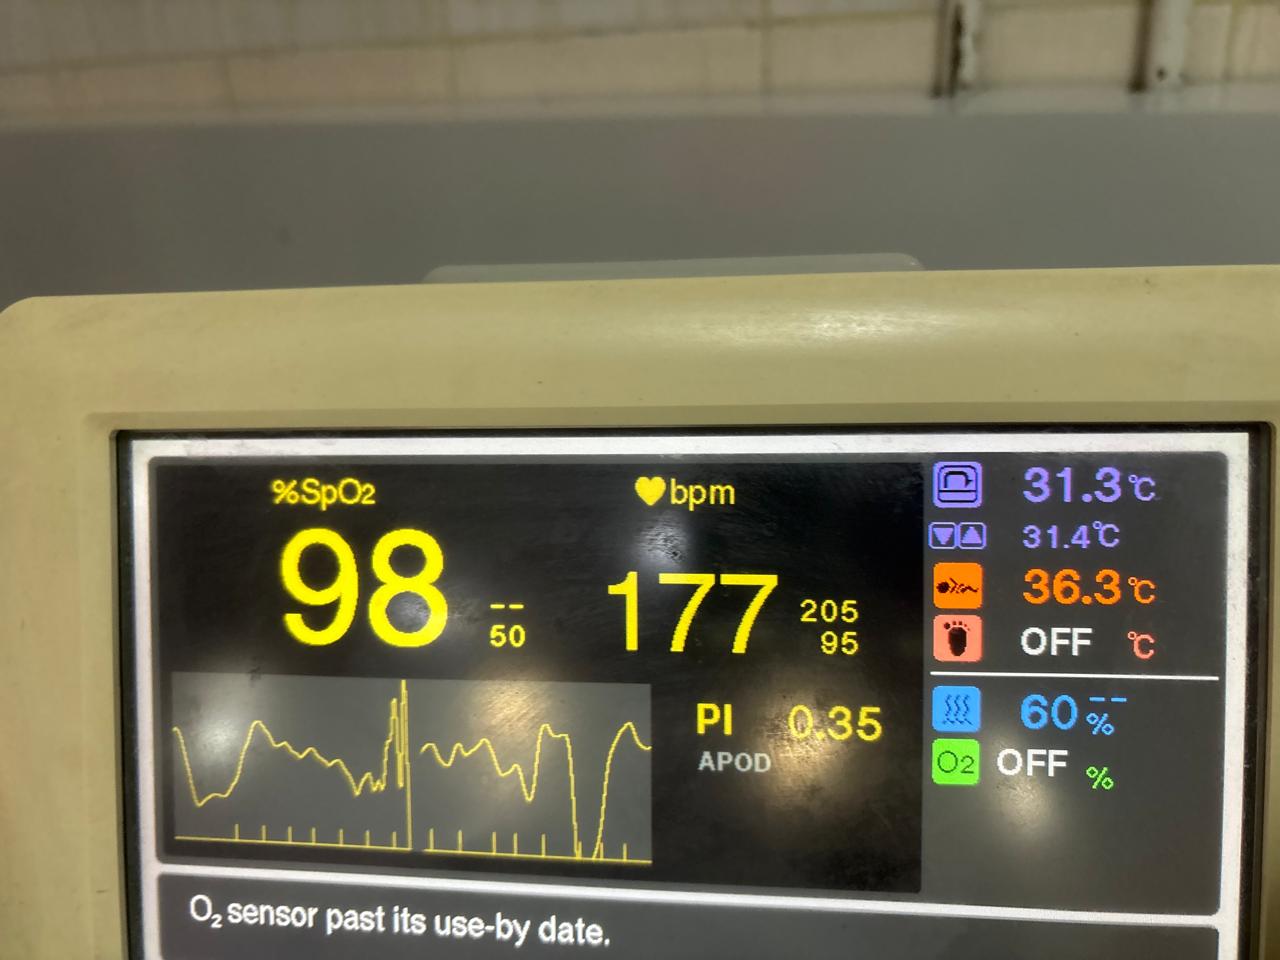 %SpO2
98
--
50
bpm
177
205
95
PI 0.35
APOD
31.3 °C
31.4°C
36.3 °C
OFF °C
60 -- %
O2 OFF %
O₂ sensor past its use-by date.